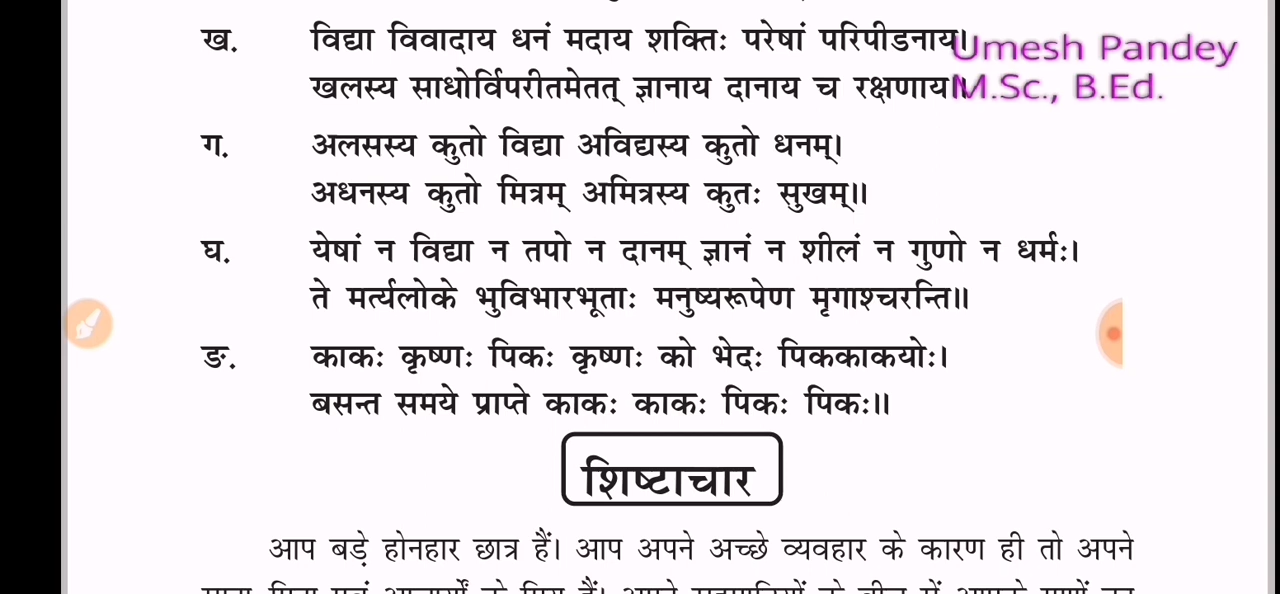 ख. विद्या विवादाय धनं मदाय शक्तिः परेषां परिपीडनाय।
Umesh Pandey
खलस्य साधोर्विपरीतमेतत् ज्ञानाय दानाय च रक्षणाय॥
M.Sc., B.Ed.
ग. अलसस्य कुतो विद्या अविद्यस्य कुतो धनम्।
अधनस्य कुतो मित्रम् अमित्रस्य कुतः सुखम्॥
घ. येषां न विद्या न तपो न दानम् ज्ञानं न शीलं न गुणो न धर्मः।
ते मर्त्यलोके भुविभारभूताः मनुष्यरूपेण मृगाश्चरन्ति॥
ङ. काकः कृष्णः पिकः कृष्णः को भेदः पिककाकयोः।
बसन्त समये प्राप्ते काकः काकः पिकः पिकः॥
शिष्टाचार
आप बड़े होनहार छात्र हैं। आप अपने अच्छे व्यवहार के कारण ही तो अपने